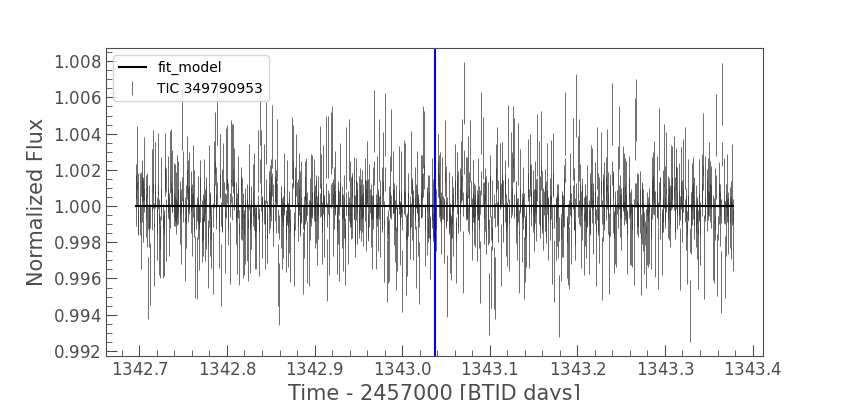 fit_model
TIC 349790953
1.008
1.006
1.004
1.002
1.000
0.998
0.996
0.994
0.992
Normalized Flux
1342.7 1342.8 1342.9 1343.0 1343.1 1343.2 1343.3 1343.4
Time - 2457000 [BTJD days]